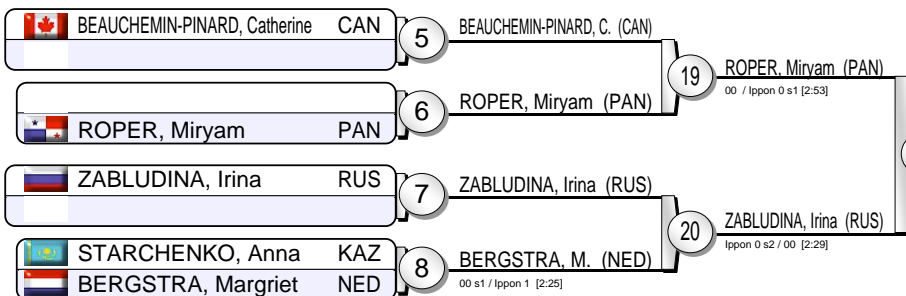 BEAUCHEMIN-PINARD, Catherine CAN
5
BEAUCHEMIN-PINARD, C. (CAN)
19
ROPER, Miryam (PAN)
00 / Ippon 0 s1 [2:53]
6
ROPER, Miryam (PAN)
ROPER, Miryam PAN
ZABLUDINA, Irina RUS
7
ZABLUDINA, Irina (RUS)
20
ZABLUDINA, Irina (RUS)
Ippon 0 s2 / 00 [2:29]
STARCHENKO, Anna KAZ
8
BERGSTRA, M. (NED)
BERGSTRA, Margriet NED
00 s1 / Ippon 1 [2:25]